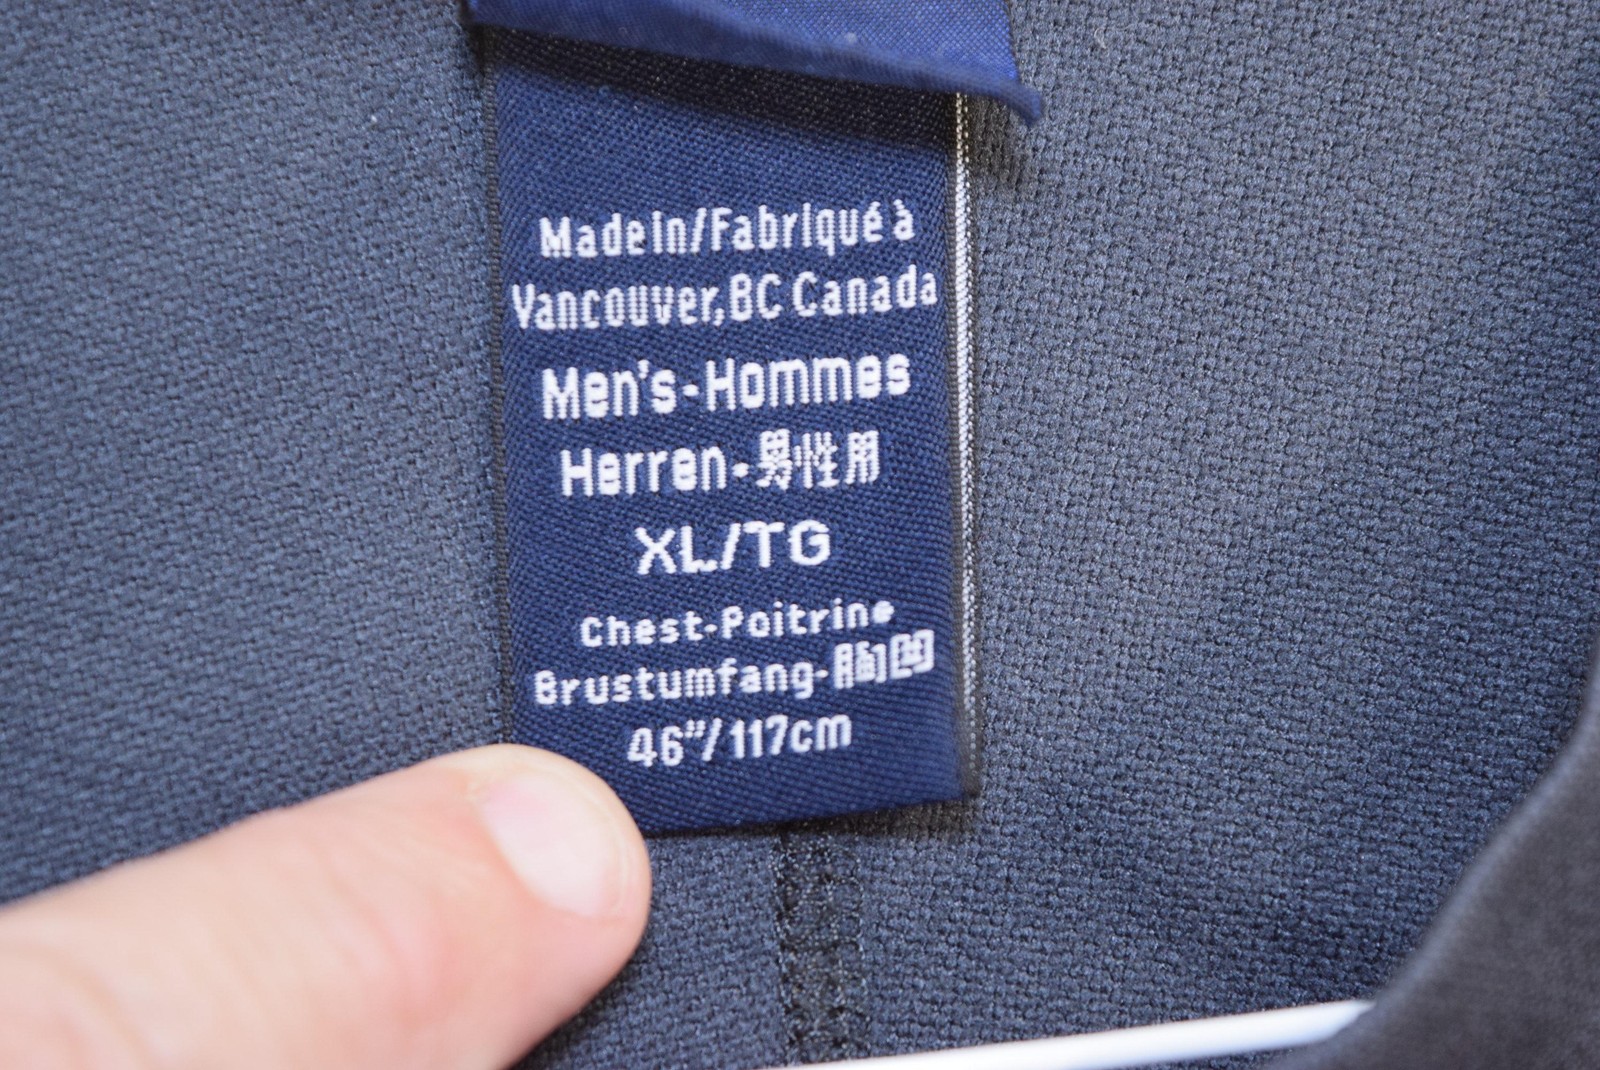 Made in/Fabriqué à
Vancouver, BC Canada
Men's-Hommes
Herren-男性用
XL/TG
Chest-Poitrine
Brustumfang-胸囲
46"/117cm